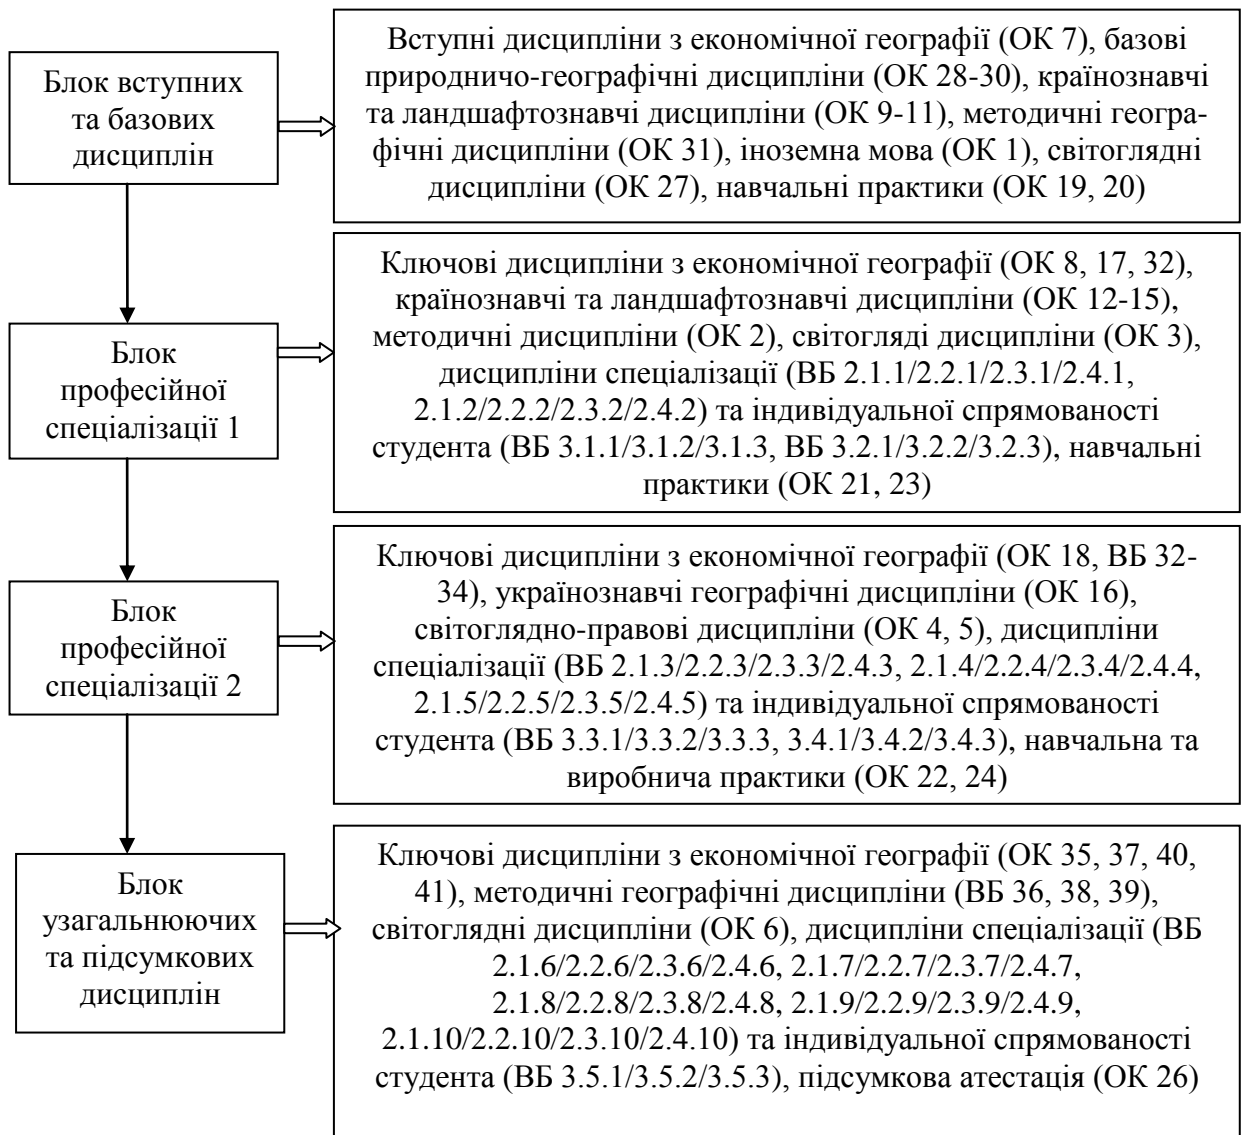 Блок вступних
та базових
дисциплін
Вступні дисципліни з економічної географії (ОК 7), базові
природничо-географічні дисципліни (ОК 28-30), країнознавчі
та ландшафтознавчі дисципліни (ОК 9-11), методичні геогра-
фічні дисципліни (ОК 31), іноземна мова (ОК 1), світоглядні
дисципліни (ОК 27), навчальні практики (ОК 19, 20)
Блок
професійної
спеціалізації 1
Ключові дисципліни з економічної географії (ОК 8, 17, 32),
країнознавчі та ландшафтознавчі дисципліни (ОК 12-15),
методичні дисципліни (ОК 2), світогляді дисципліни (ОК 3),
дисципліни спеціалізації (ВБ 2.1.1/2.2.1/2.3.1/2.4.1,
2.1.2/2.2.2/2.3.2/2.4.2) та індивідуальної спрямованості
студента (ВБ 3.1.1/3.1.2/3.1.3, ВБ 3.2.1/3.2.2/3.2.3), навчальні
практики (ОК 21, 23)
Блок
професійної
спеціалізації 2
Ключові дисципліни з економічної географії (ОК 18, ВБ 32-
34), українознавчі географічні дисципліни (ОК 16),
світоглядно-правові дисципліни (ОК 4, 5), дисципліни
спеціалізації (ВБ 2.1.3/2.2.3/2.3.3/2.4.3, 2.1.4/2.2.4/2.3.4/2.4.4,
2.1.5/2.2.5/2.3.5/2.4.5) та індивідуальної спрямованості
студента (ВБ 3.3.1/3.3.2/3.3.3, 3.4.1/3.4.2/3.4.3), навчальна та
виробнича практики (ОК 22, 24)
Блок
узагальнюючих
та підсумкових
дисциплін
Ключові дисципліни з економічної географії (ОК 35, 37, 40,
41), методичні географічні дисципліни (ВБ 36, 38, 39),
світоглядні дисципліни (ОК 6), дисципліни спеціалізації (ВБ
2.1.6/2.2.6/2.3.6/2.4.6, 2.1.7/2.2.7/2.3.7/2.4.7,
2.1.8/2.2.8/2.3.8/2.4.8, 2.1.9/2.2.9/2.3.9/2.4.9,
2.1.10/2.2.10/2.3.10/2.4.10) та індивідуальної спрямованості
студента (ВБ 3.5.1/3.5.2/3.5.3), підсумкова атестація (ОК 26)